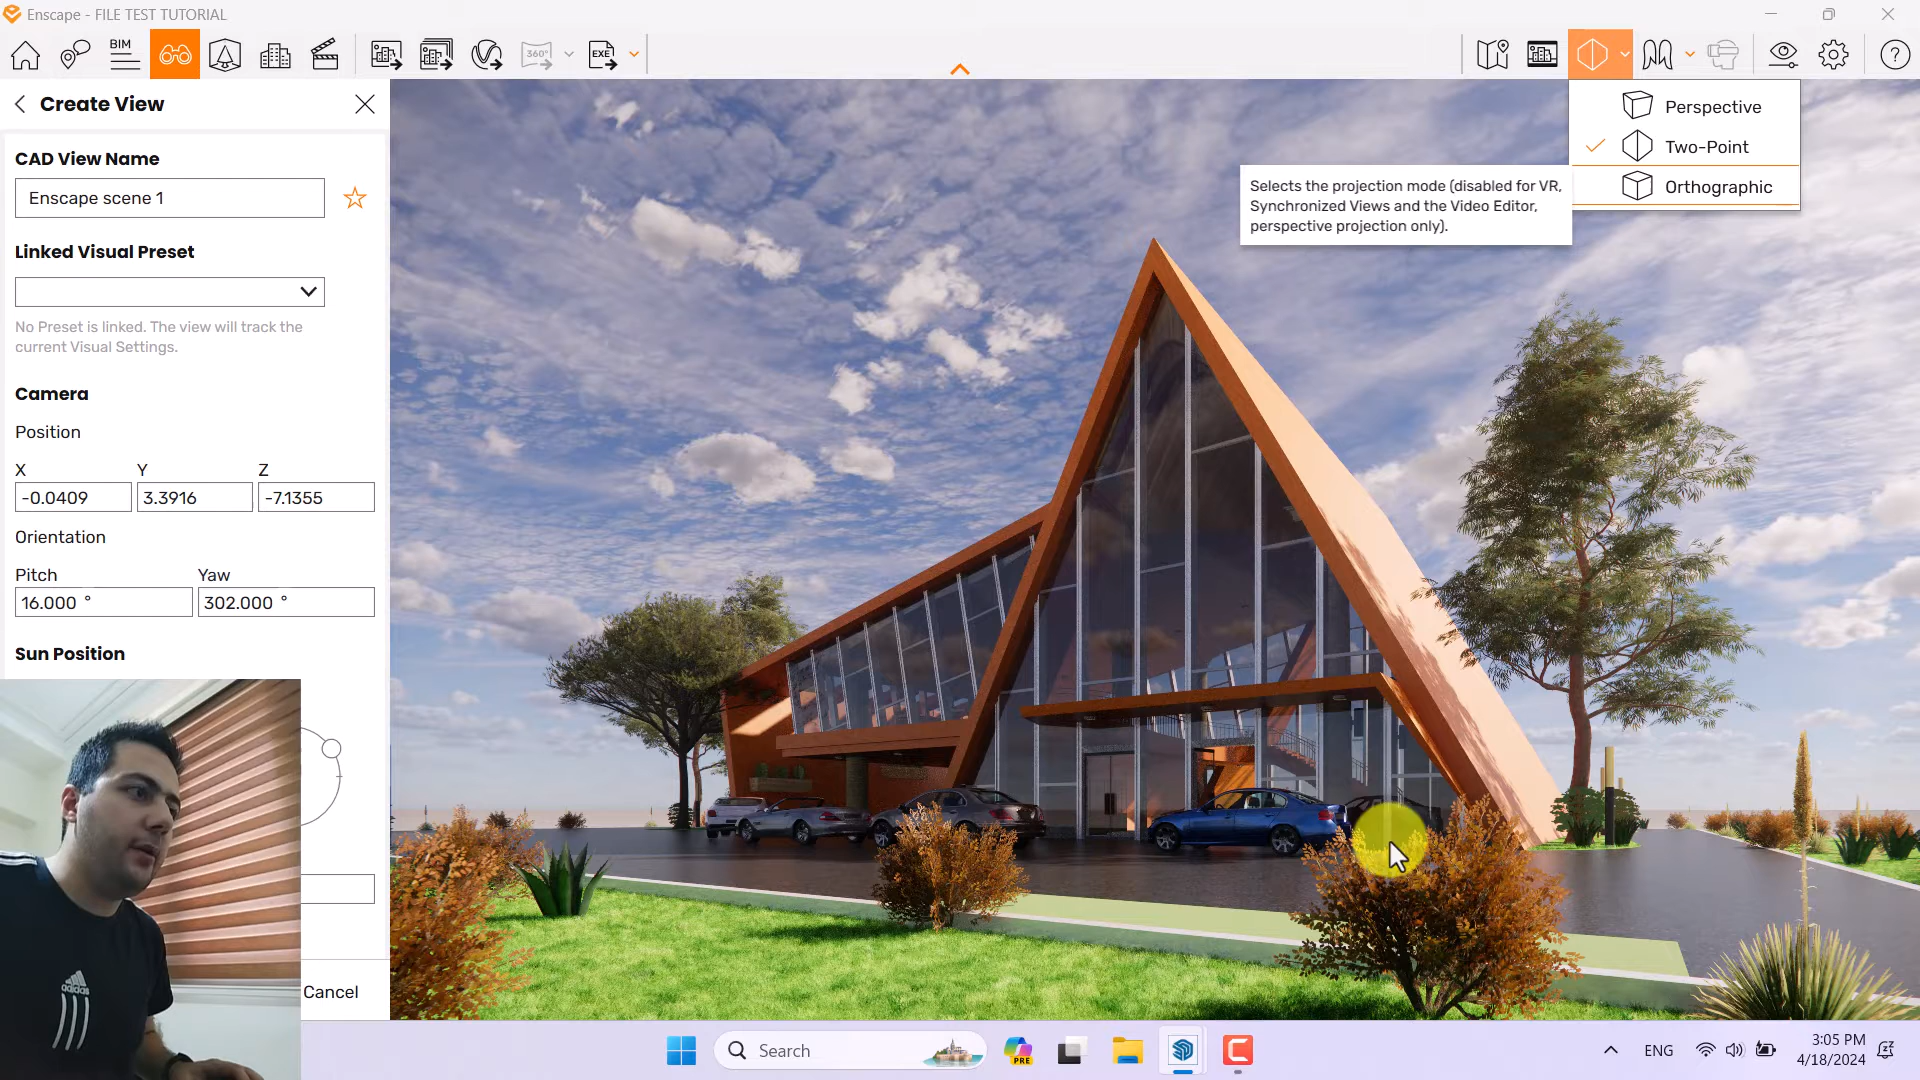 Enscape - FILE TEST TUTORIAL
BIM
360°
EXE
Create View
CAD View Name
Enscape scene 1
Linked Visual Preset
No Preset is linked. The view will track the
current Visual Settings.
Camera
Position
X Y Z
-0.0409 3.3916 -7.1355
Orientation
Pitch Yaw
16.000 ° 302.000 °
Sun Position
Cancel
Perspective
Two-Point
Orthographic
Selects the projection mode (disabled for VR,
Synchronized Views and the Video Editor,
perspective projection only).
adidas
Search
PRE
ENG
3:05 PM
4/18/2024